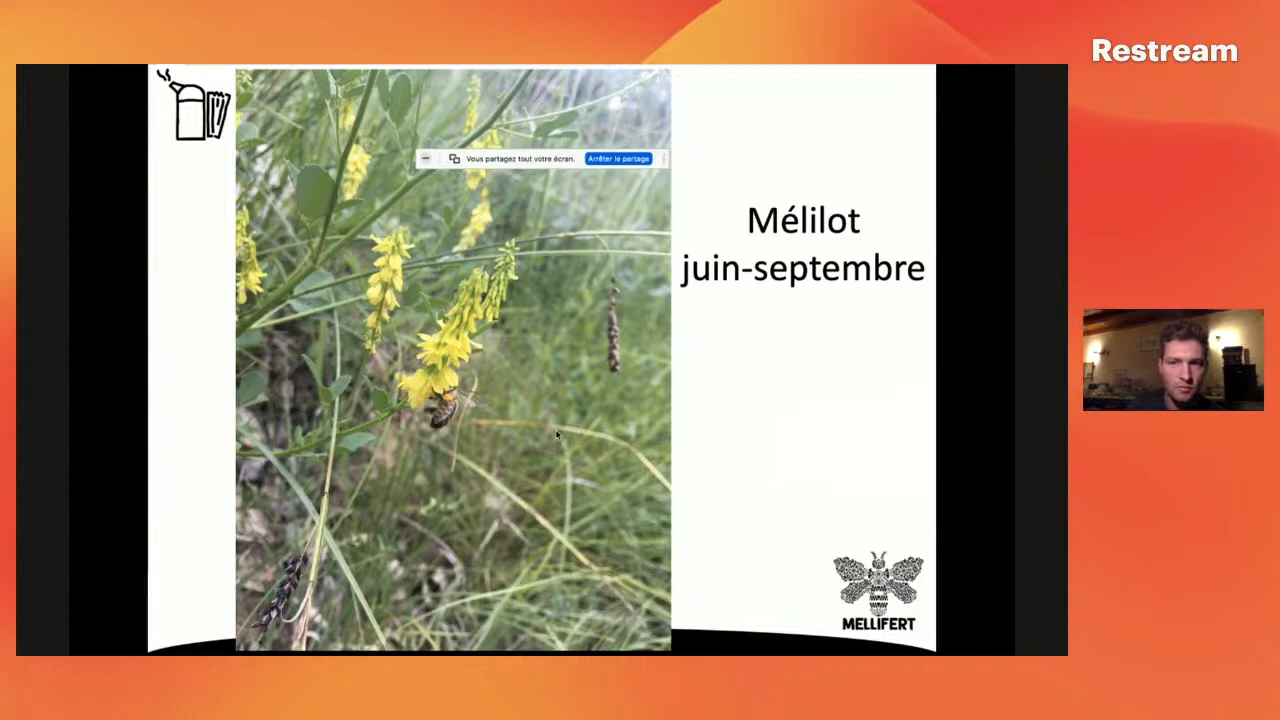 Restream
Vous partagez tout votre écran. Arrêter le partage
Mélilot
juin-septembre
MELLIFERT